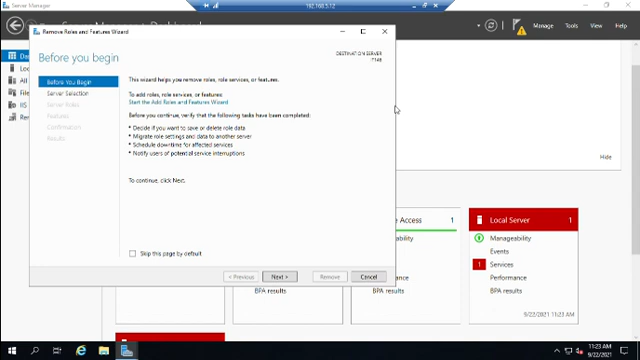 Server Manager
192.168.5.12
Manage Tools View Help
Remove Roles and Features Wizard
Before you begin
DESTINATION SERVER
Before You Begin
Server Selection
Server Roles
Features
Confirmation
Results
This wizard helps you remove roles, role services, or features.
To add roles, role services, or features:
Start the Add Roles and Features Wizard
Before you continue, verify that the following tasks have been completed:
• Decide if you want to save or delete role data
• Migrate role settings and data to another server
• Schedule downtime for affected services
• Notify users of potential service interruptions
To continue, click Next.
Skip this page by default
< Previous Next > Remove Cancel
Hide
Access 1
Local Server 1
Manageability
Events
1 Services
Performance
BPA results
9/22/2021 11:23 AM
BPA results
BPA results
11:23 AM
9/22/2021